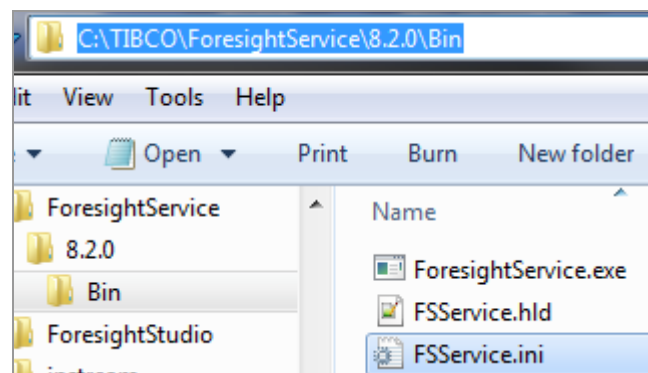 C:\TIBCO\ForesightService\8.2.0\Bin
View Tools Help
Open Print Burn New folder
ForesightService
8.2.0
Bin
ForesightStudio
Name
ForesightService.exe
FSService.hld
FSService.ini